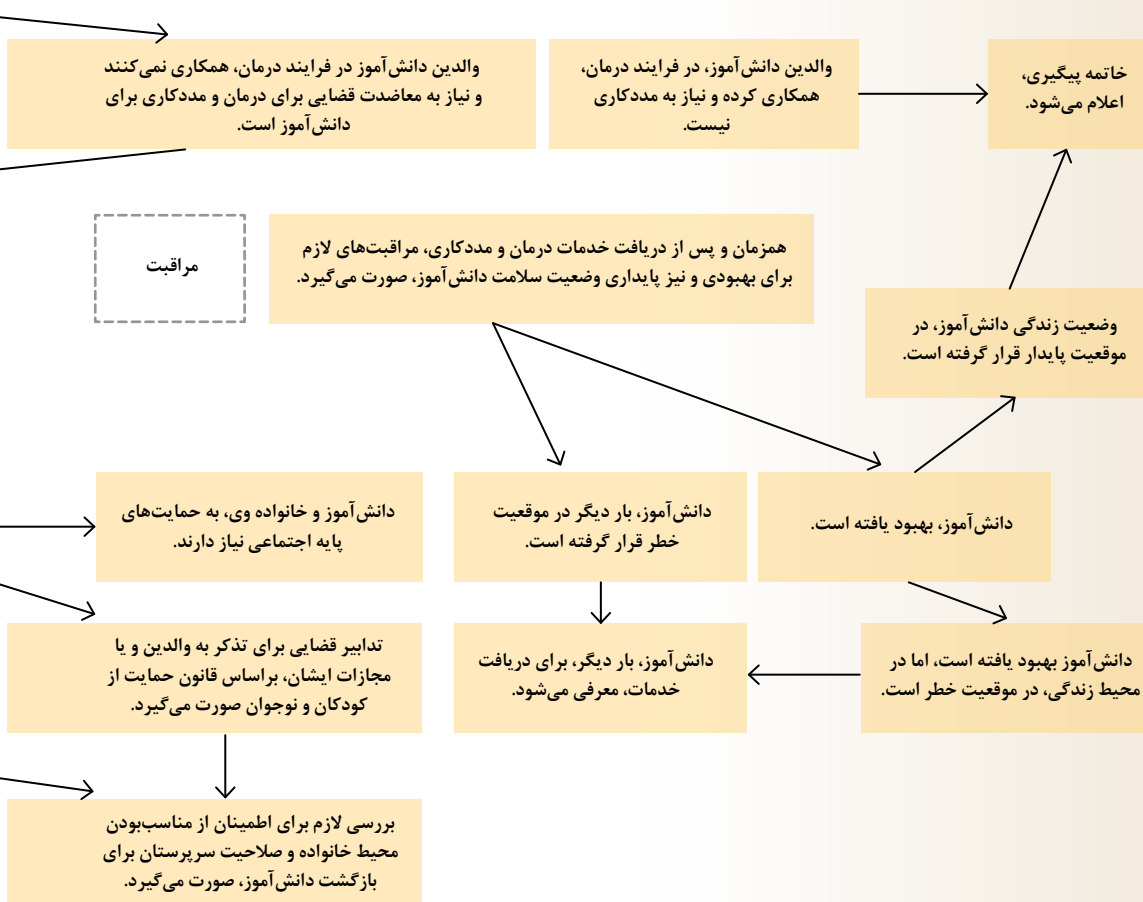 خاتمه پیگیری،
اعلام می‌شود.
والدین دانش‌آموز، در فرایند درمان،
همکاری کرده و نیاز به مددکاری
نیست.
والدین دانش‌آموز در فرایند درمان، همکاری نمی‌کنند
و نیاز به معاضدت قضایی برای درمان و مددکاری برای
دانش‌آموز است.
همزمان و پس از دریافت خدمات درمان و مددکاری، مراقبت‌های لازم
برای بهبودی و نیز پایداری وضعیت سلامت دانش‌آموز، صورت می‌گیرد.
مراقبت
وضعیت زندگی دانش‌آموز، در
موقعیت پایدار قرار گرفته است.
دانش‌آموز، بهبود یافته است.
دانش‌آموز، بار دیگر در موقعیت
خطر قرار گرفته است.
دانش‌آموز و خانواده وی، به حمایت‌های
پایه اجتماعی نیاز دارند.
دانش‌آموز بهبود یافته است، اما در
محیط زندگی، در موقعیت خطر است.
دانش‌آموز، بار دیگر، برای دریافت
خدمات، معرفی می‌شود.
تدابیر قضایی برای تذکر به والدین و یا
مجازات ایشان، براساس قانون حمایت از
کودکان و نوجوان صورت می‌گیرد.
بررسی لازم برای اطمینان از مناسب‌بودن
محیط خانواده و صلاحیت سرپرستان برای
بازگشت دانش‌آموز، صورت می‌گیرد.